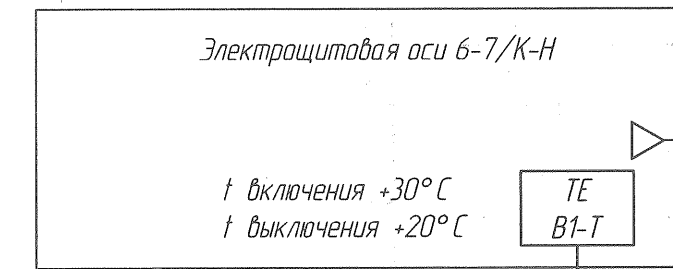 Электрощитовая оси 6-7/К-Н
t включения +30°С
t выключения +20°С
TE
B1-T